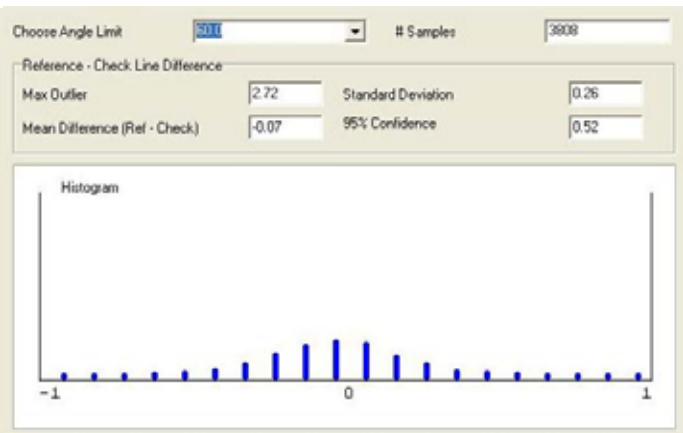 Choose Angle Limit 60.0 # Samples 3808
Reference - Check Line Difference
Max Outlier 2.72 Standard Deviation 0.26
Mean Difference (Ref - Check) -0.07 95% Confidence 0.52
Histogram
-1 0 1